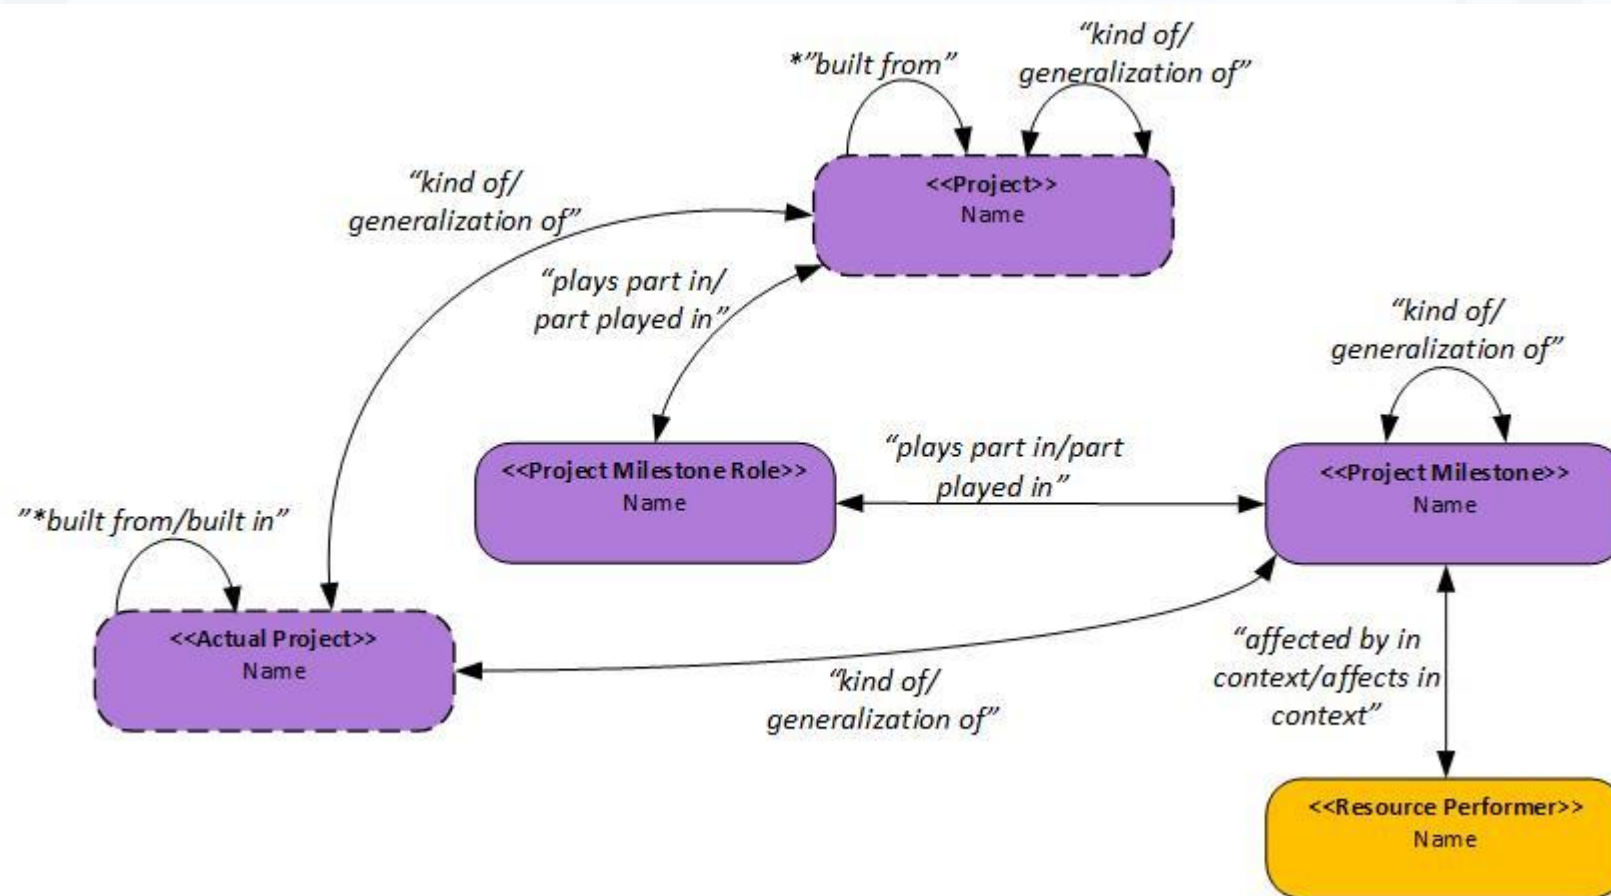 “kind of/
generalization of”
*”built from”
<<Project>>
Name
“kind of/
generalization of”
“plays part in/
part played in”
“kind of/
generalization of”
<<Project Milestone Role>>
Name
“plays part in/part
played in”
<<Project Milestone>>
Name
”*built from/built in”
<<Actual Project>>
Name
“affected by in
context/affects in
context”
“kind of/
generalization of”
<<Resource Performer>>
Name